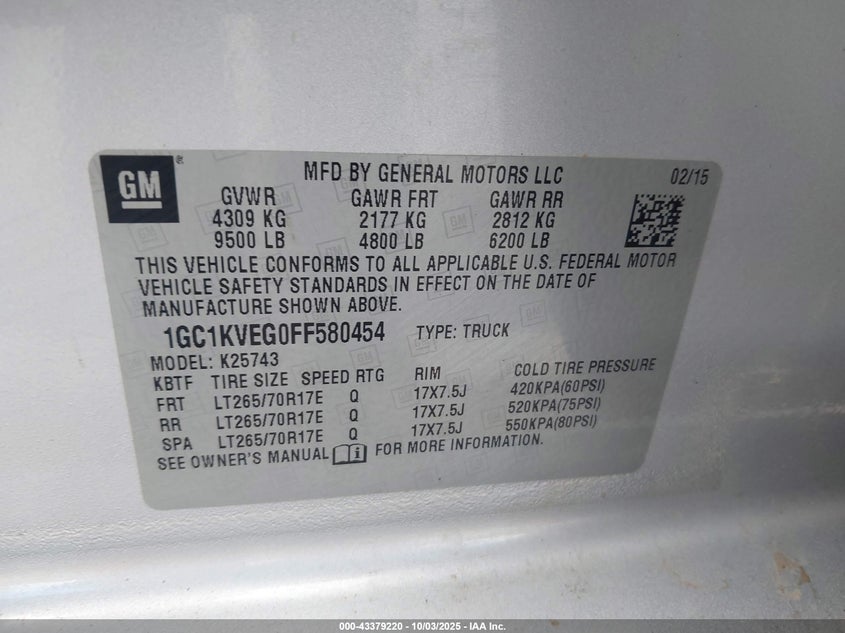 GM ®
MFD BY GENERAL MOTORS LLC 02/15
GVWR GAWR FRT GAWR RR
4309 KG 2177 KG 2812 KG
9500 LB 4800 LB 6200 LB
THIS VEHICLE CONFORMS TO ALL APPLICABLE U.S. FEDERAL MOTOR
VEHICLE SAFETY STANDARDS IN EFFECT ON THE DATE OF
MANUFACTURE SHOWN ABOVE.
1GC1KVEG0FF580454 TYPE: TRUCK
MODEL: K25743
KBTF TIRE SIZE SPEED RTG RIM COLD TIRE PRESSURE
FRT LT265/70R17E Q 17X7.5J 420KPA(60PSI)
RR LT265/70R17E Q 17X7.5J 520KPA(75PSI)
SPA LT265/70R17E Q 17X7.5J 550KPA(80PSI)
SEE OWNER'S MANUAL i FOR MORE INFORMATION.
000-43379220 - 10/03/2025 - IAA Inc.